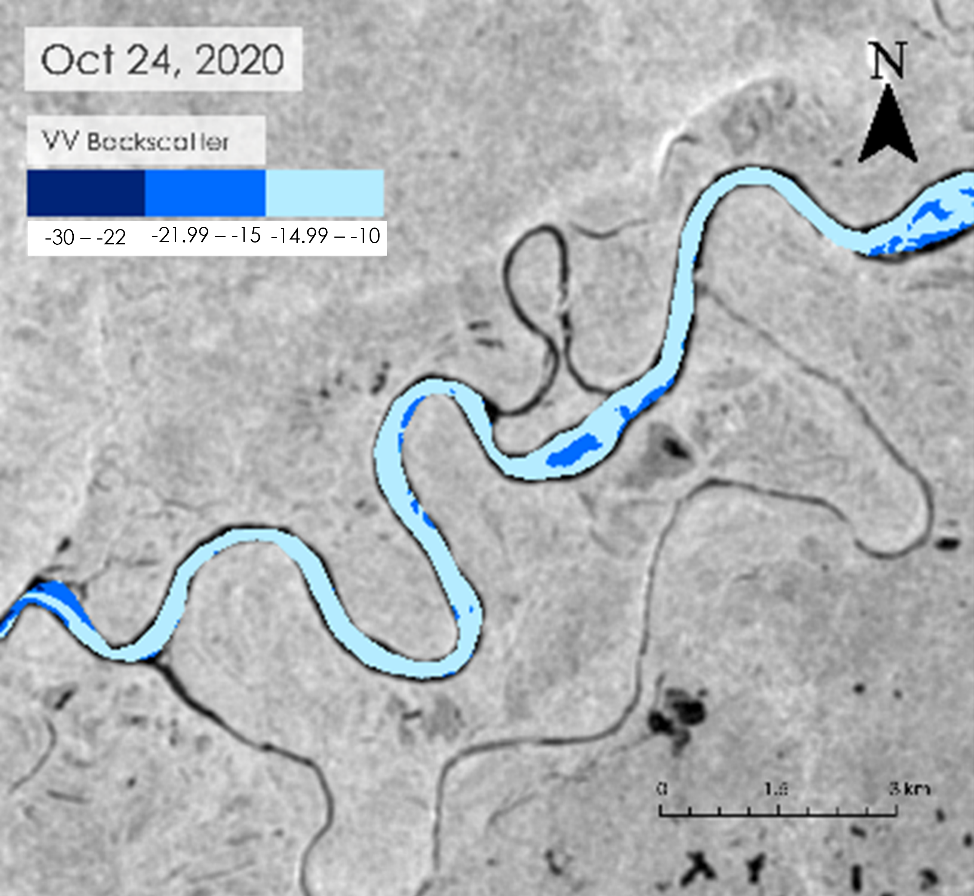 Oct 24, 2020
N
VV Backscatter
-30 – -22 -21.99 – -15 -14.99 – -10
0 1.5 3 km